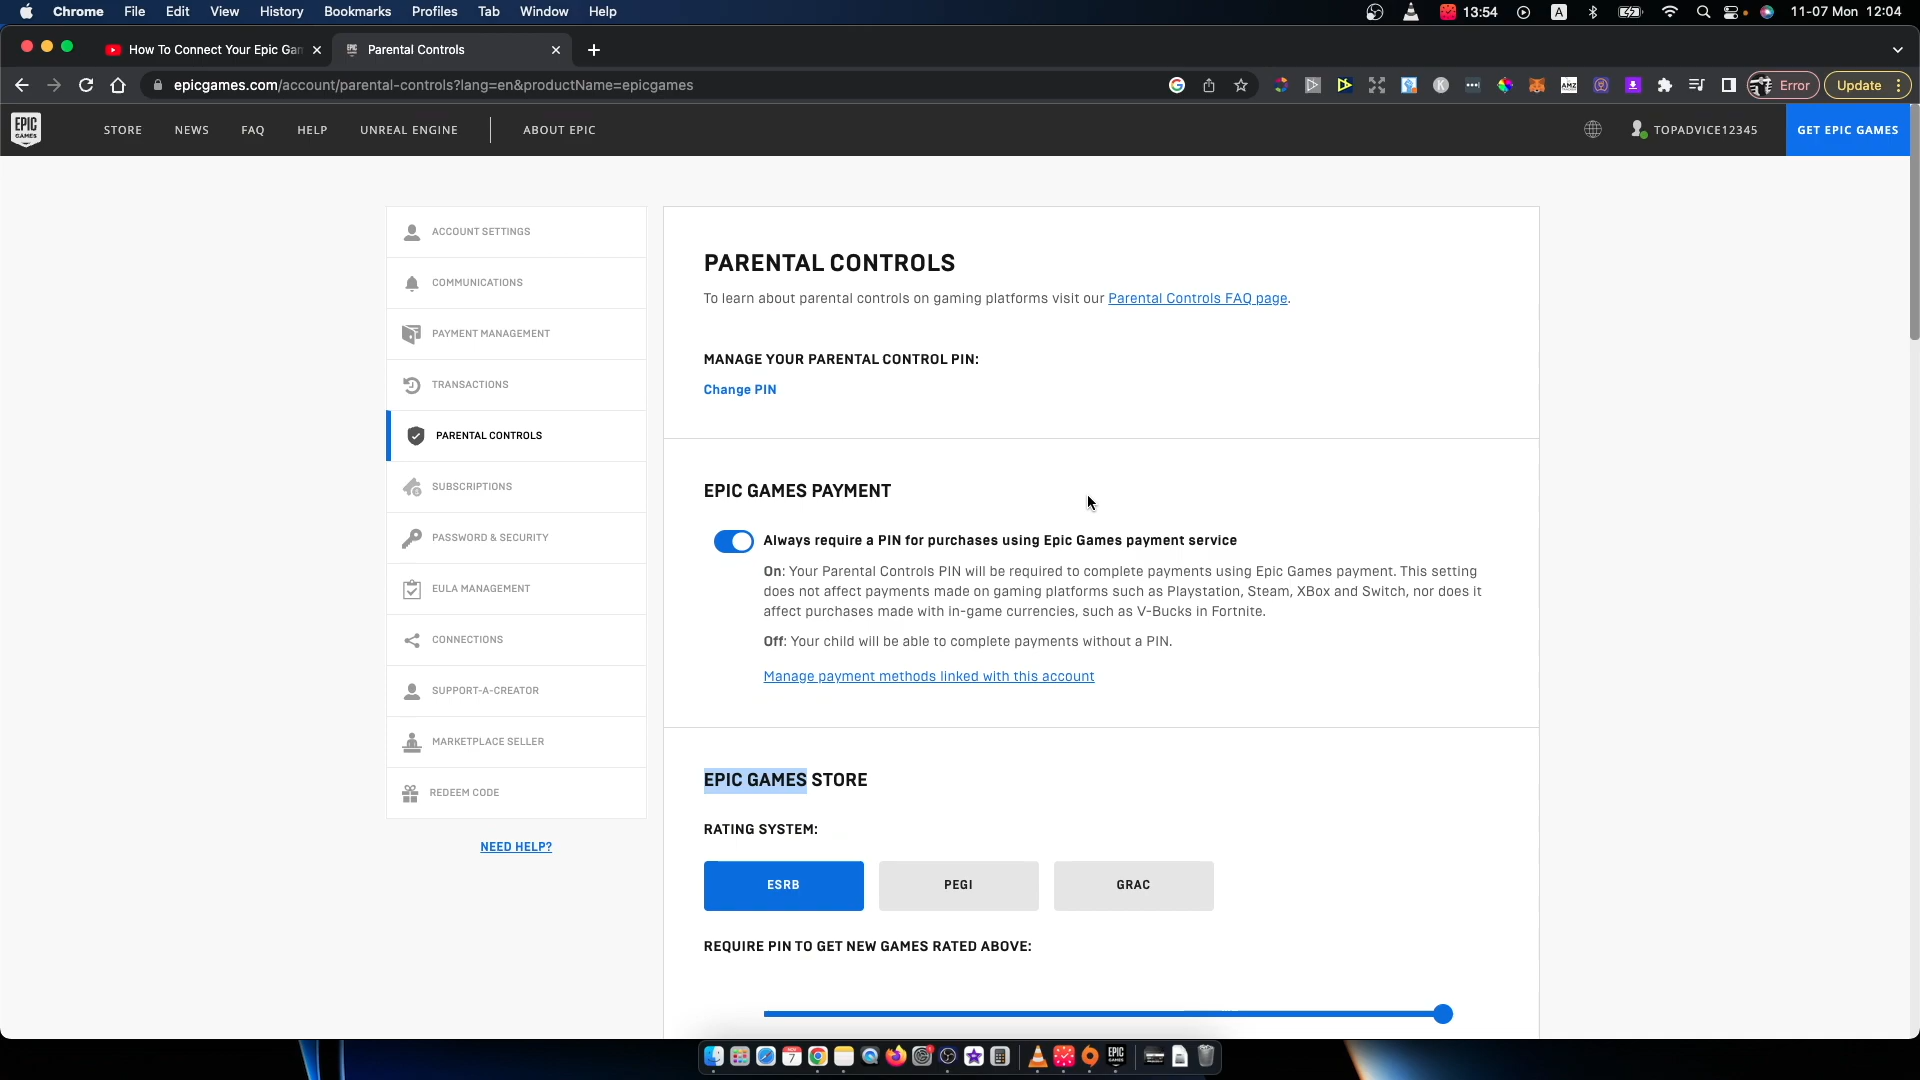 Chrome File Edit View History Bookmarks Profiles Tab Window Help 13:54 A 11-07 Mon 12:04
How To Connect Your Epic Gam Parental Controls
epicgames.com/account/parental-controls?lang=en&productName=epicgames Error Update
EPIC GAMES STORE NEWS FAQ HELP UNREAL ENGINE ABOUT EPIC TOPADVICE12345 GET EPIC GAMES
ACCOUNT SETTINGS
COMMUNICATIONS
PAYMENT MANAGEMENT
TRANSACTIONS
PARENTAL CONTROLS
SUBSCRIPTIONS
PASSWORD & SECURITY
EULA MANAGEMENT
CONNECTIONS
SUPPORT-A-CREATOR
MARKETPLACE SELLER
REDEEM CODE
NEED HELP?
PARENTAL CONTROLS
To learn about parental controls on gaming platforms visit our Parental Controls FAQ page.
MANAGE YOUR PARENTAL CONTROL PIN:
Change PIN
EPIC GAMES PAYMENT
Always require a PIN for purchases using Epic Games payment service
On: Your Parental Controls PIN will be required to complete payments using Epic Games payment. This setting
does not affect payments made on gaming platforms such as Playstation, Steam, XBox and Switch, nor does it
affect purchases made with in-game currencies, such as V-Bucks in Fortnite.
Off: Your child will be able to complete payments without a PIN.
Manage payment methods linked with this account
EPIC GAMES STORE
RATING SYSTEM:
ESRB PEGI GRAC
REQUIRE PIN TO GET NEW GAMES RATED ABOVE: